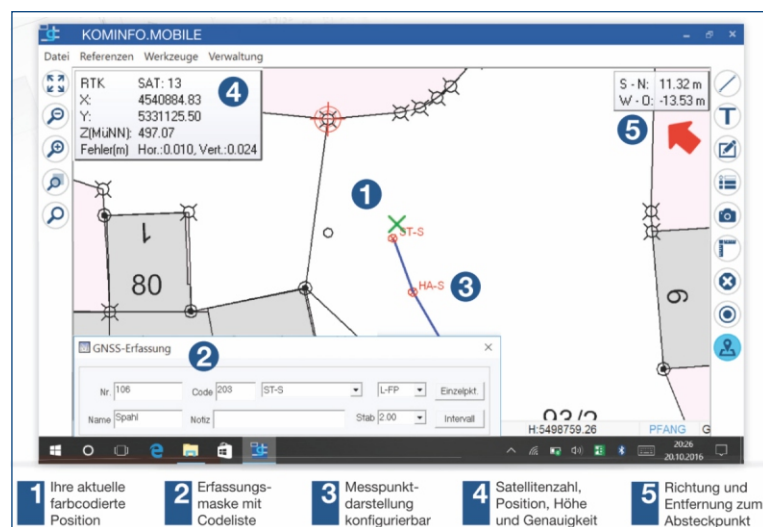 KOMINFO.MOBILE
Datei Referenzen Werkzeuge Verwaltung
RTK SAT: 13
X: 4540884.83
Y: 5331125.50
Z(MüNN): 497.07
Fehler(m) Hor.:0.010, Vert.:0.024
4
S - N: 11.32 m
W - O: -13.53 m
5
T
1
ST-S
HA-S
3
1
80
9
GNSS-Erfassung
2
Nr. 106 Code 203 ST-S L-FP Einzelpkt.
Name Spahl Notiz Stab 2.00 Intervall
93/2
H:5498759.26 PFANG G
20:26
20.10.2016
1 Ihre aktuelle
farbcodierte
Position
2 Erfassungs-
maske mit
Codeliste
3 Messpunkt-
darstellung
konfigurierbar
4 Satellitenzahl,
Position, Höhe
und Genauigkeit
5 Richtung und
Entfernung zum
Absteckpunkt